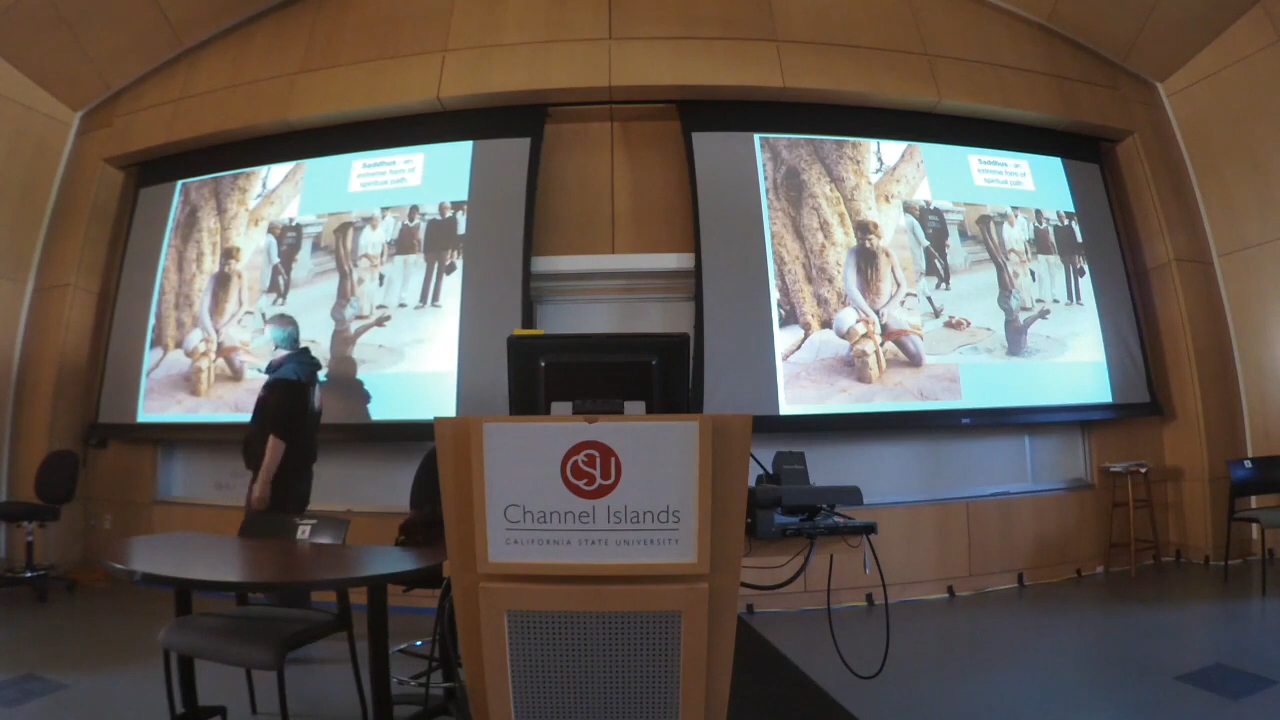 Saddhus - an
extreme form of
spiritual path.
Saddhus - an
extreme form of
spiritual path.
CSU
Channel Islands
CALIFORNIA STATE UNIVERSITY